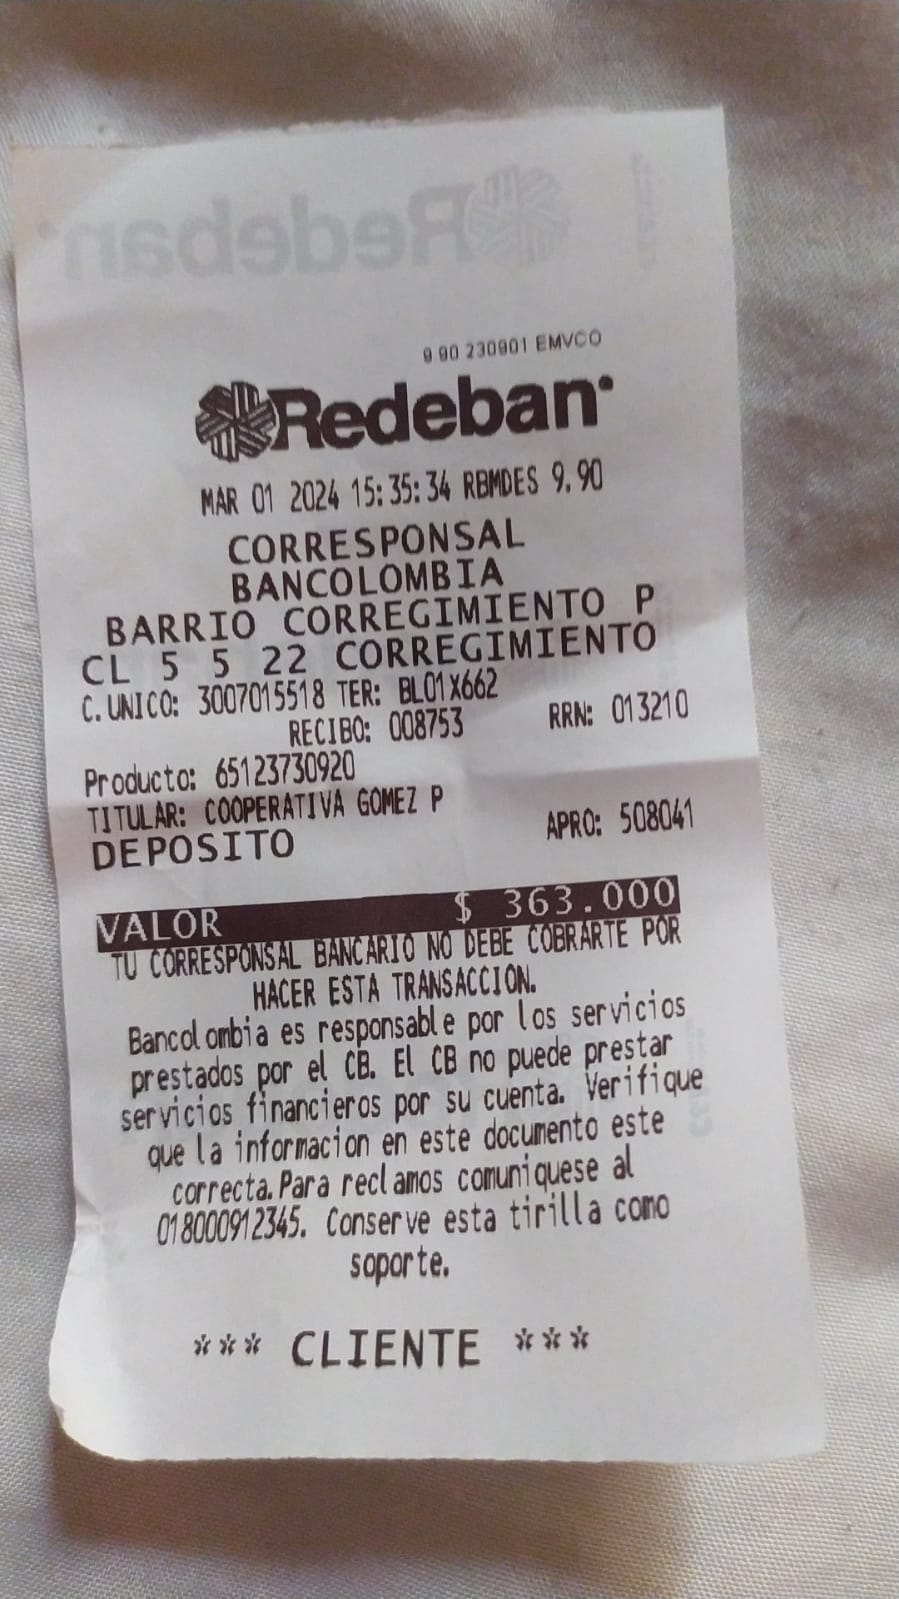 Redeban
9.90 230901 EMVCO
Redeban
MAR 01 2024 15:35:34 RBMDES 9.90
CORRESPONSAL
BANCOLOMBIA
BARRIO CORREGIMIENTO P
CL 5 5 22 CORREGIMIENTO
C. UNICO: 3007015518 TER: BL01X662
RECIBO: 008753 RRN: 013210
Producto: 65123730920
TITULAR: COOPERATIVA GOMEZ P
DEPOSITO APRO: 508041
VALOR $ 363.000
TU CORRESPONSAL BANCARIO NO DEBE COBRARTE POR
HACER ESTA TRANSACCION.
Bancolombia es responsable por los servicios
prestados por el CB. El CB no puede prestar
servicios financieros por su cuenta. Verifique
que la informacion en este documento este
correcta.Para reclamos comuniquese al
018000912345. Conserve esta tirilla como
soporte.
*** CLIENTE ***